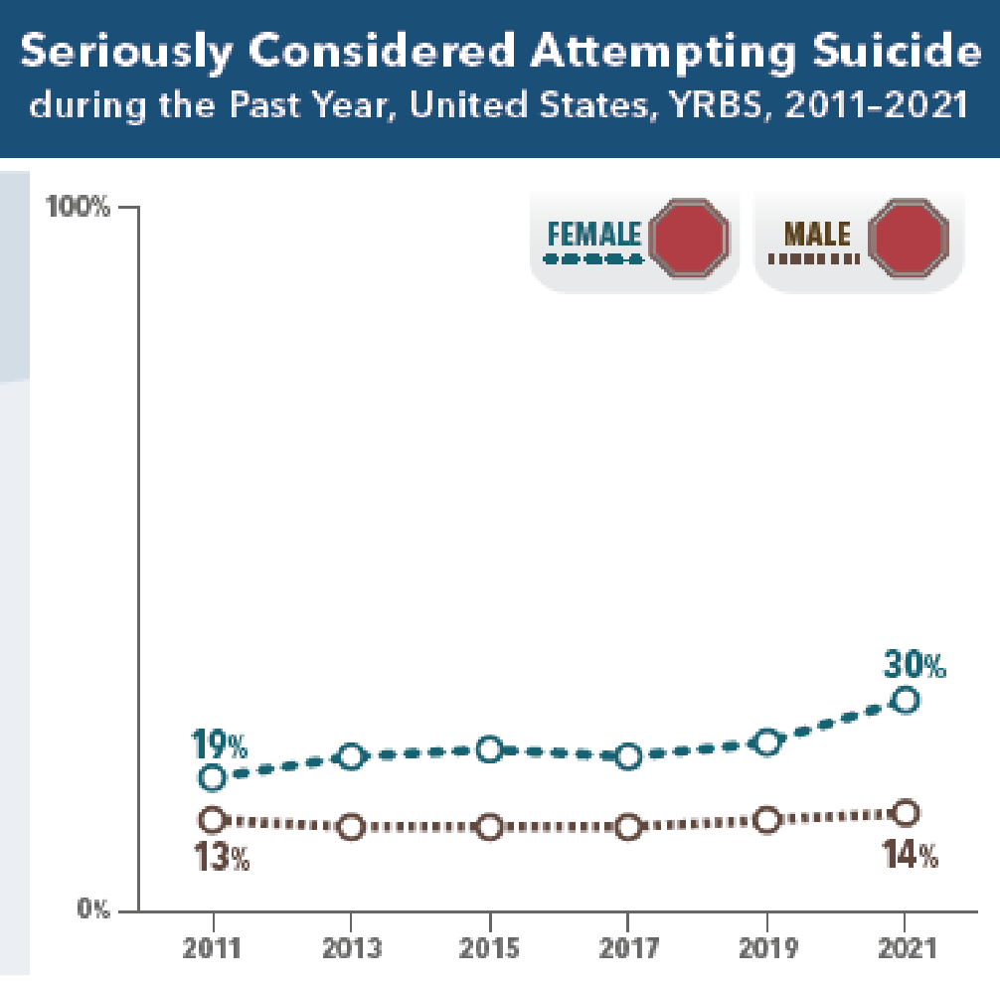 Seriously Considered Attempting Suicide
during the Past Year, United States, YRBS, 2011–2021
100%
FEMALE
MALE
30%
19%
13%
14%
0%
2011 2013 2015 2017 2019 2021